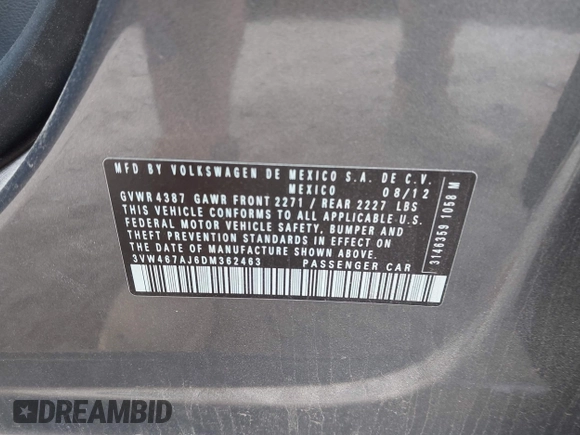 MFD BY VOLKSWAGEN DE MEXICO S.A. DE C.V.
MEXICO 08/12
GVWR 4387 GAWR FRONT 2271 / REAR 2227 LBS
THIS VEHICLE CONFORMS TO ALL APPLICABLE U.S.
FEDERAL MOTOR VEHICLE SAFETY, BUMPER AND
THEFT PREVENTION STANDARDS IN EFFECT ON
THE DATE OF MANUFACTURE SHOWN ABOVE.
3VW467AJ6DM362463 PASSENGER CAR
3146359 1058 M
DREAMBID